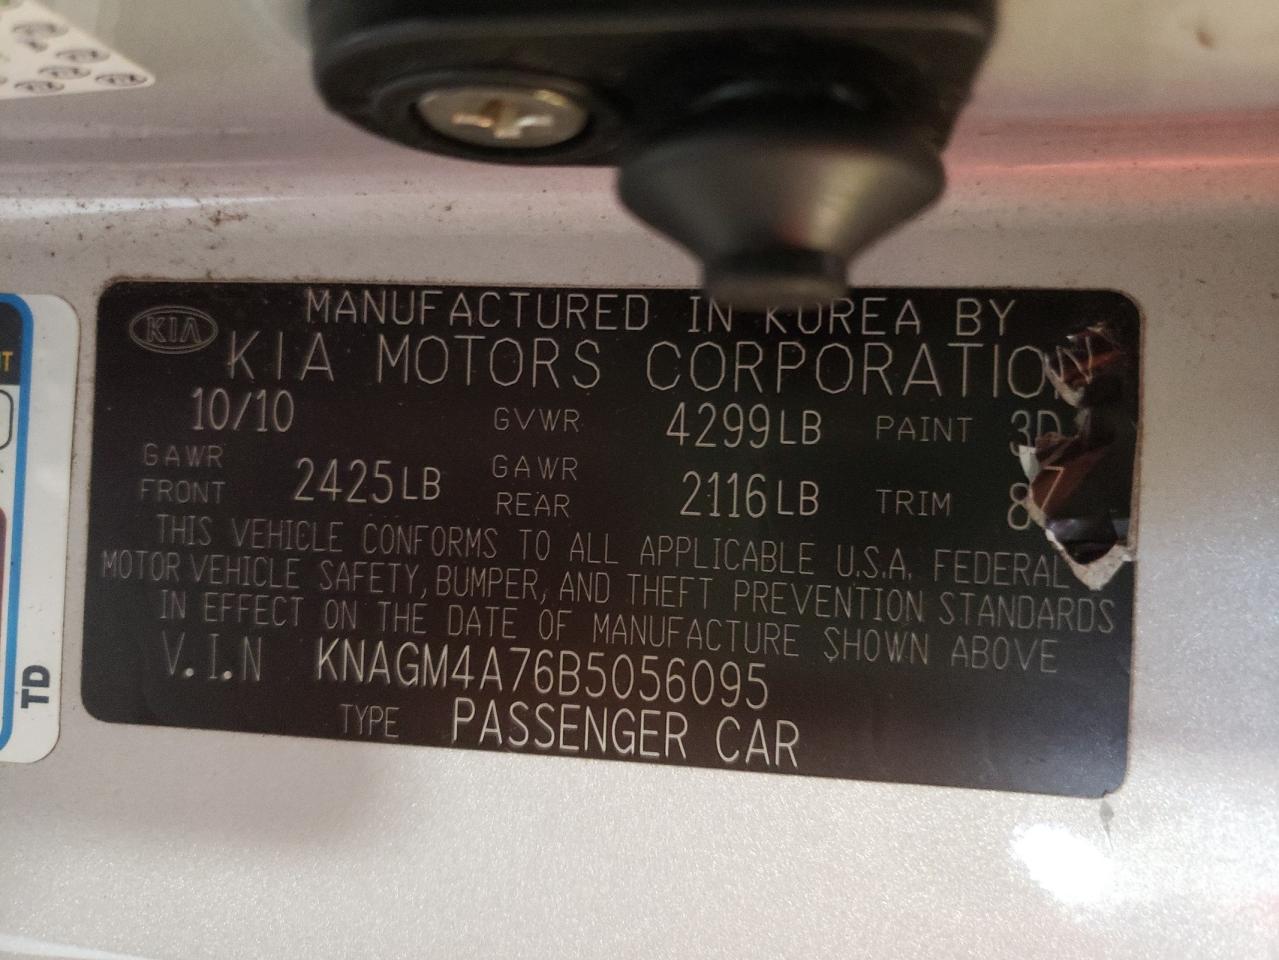 MANUFACTURED IN KOREA BY
KIA
KIA MOTORS CORPORATION
10/10 GVWR 4299LB PAINT 3D
GAWR FRONT 2425LB GAWR REAR 2116LB TRIM 87
THIS VEHICLE CONFORMS TO ALL APPLICABLE U.S.A. FEDERAL
MOTOR VEHICLE SAFETY, BUMPER, AND THEFT PREVENTION STANDARDS
IN EFFECT ON THE DATE OF MANUFACTURE SHOWN ABOVE
V.I.N KNAGM4A76B5056095
TYPE PASSENGER CAR
TD